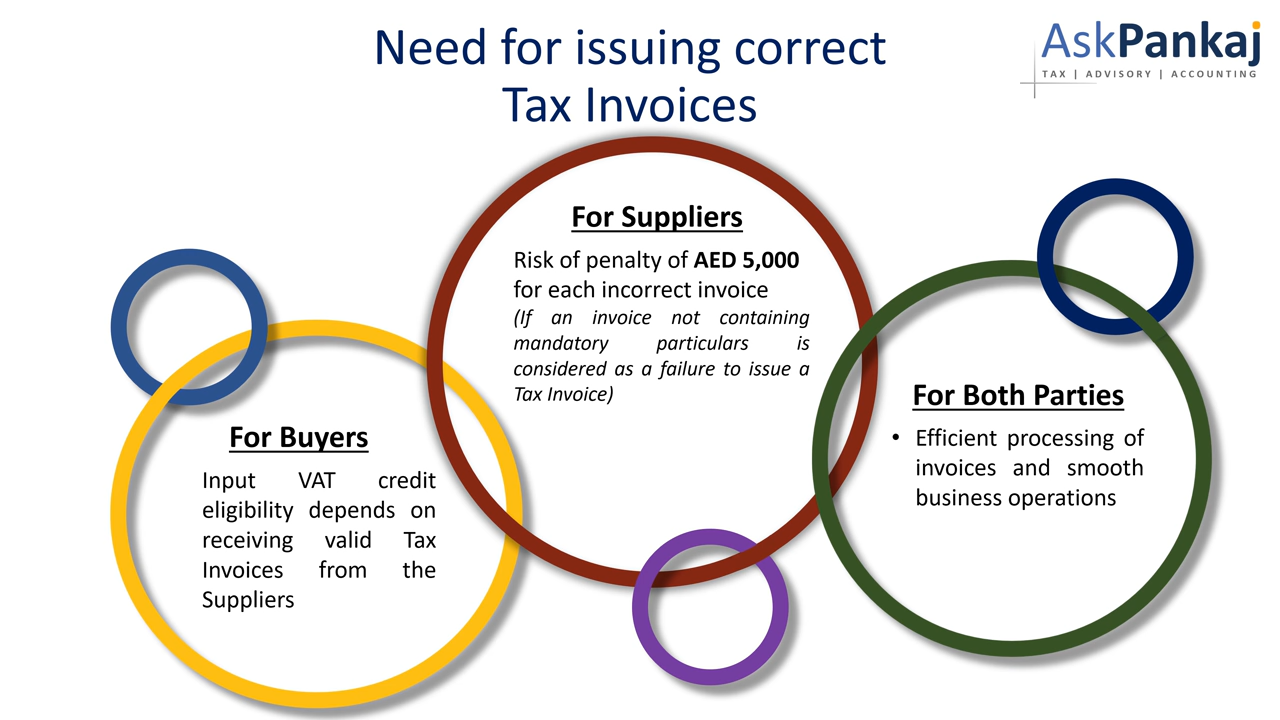 Need for issuing correct
Tax Invoices
AskPankaj
TAX | ADVISORY | ACCOUNTING
For Suppliers
Risk of penalty of AED 5,000
for each incorrect invoice
(If an invoice not containing
mandatory particulars is
considered as a failure to issue a
Tax Invoice)
For Buyers
Input VAT credit
eligibility depends on
receiving valid Tax
Invoices from the
Suppliers
For Both Parties
• Efficient processing of
invoices and smooth
business operations